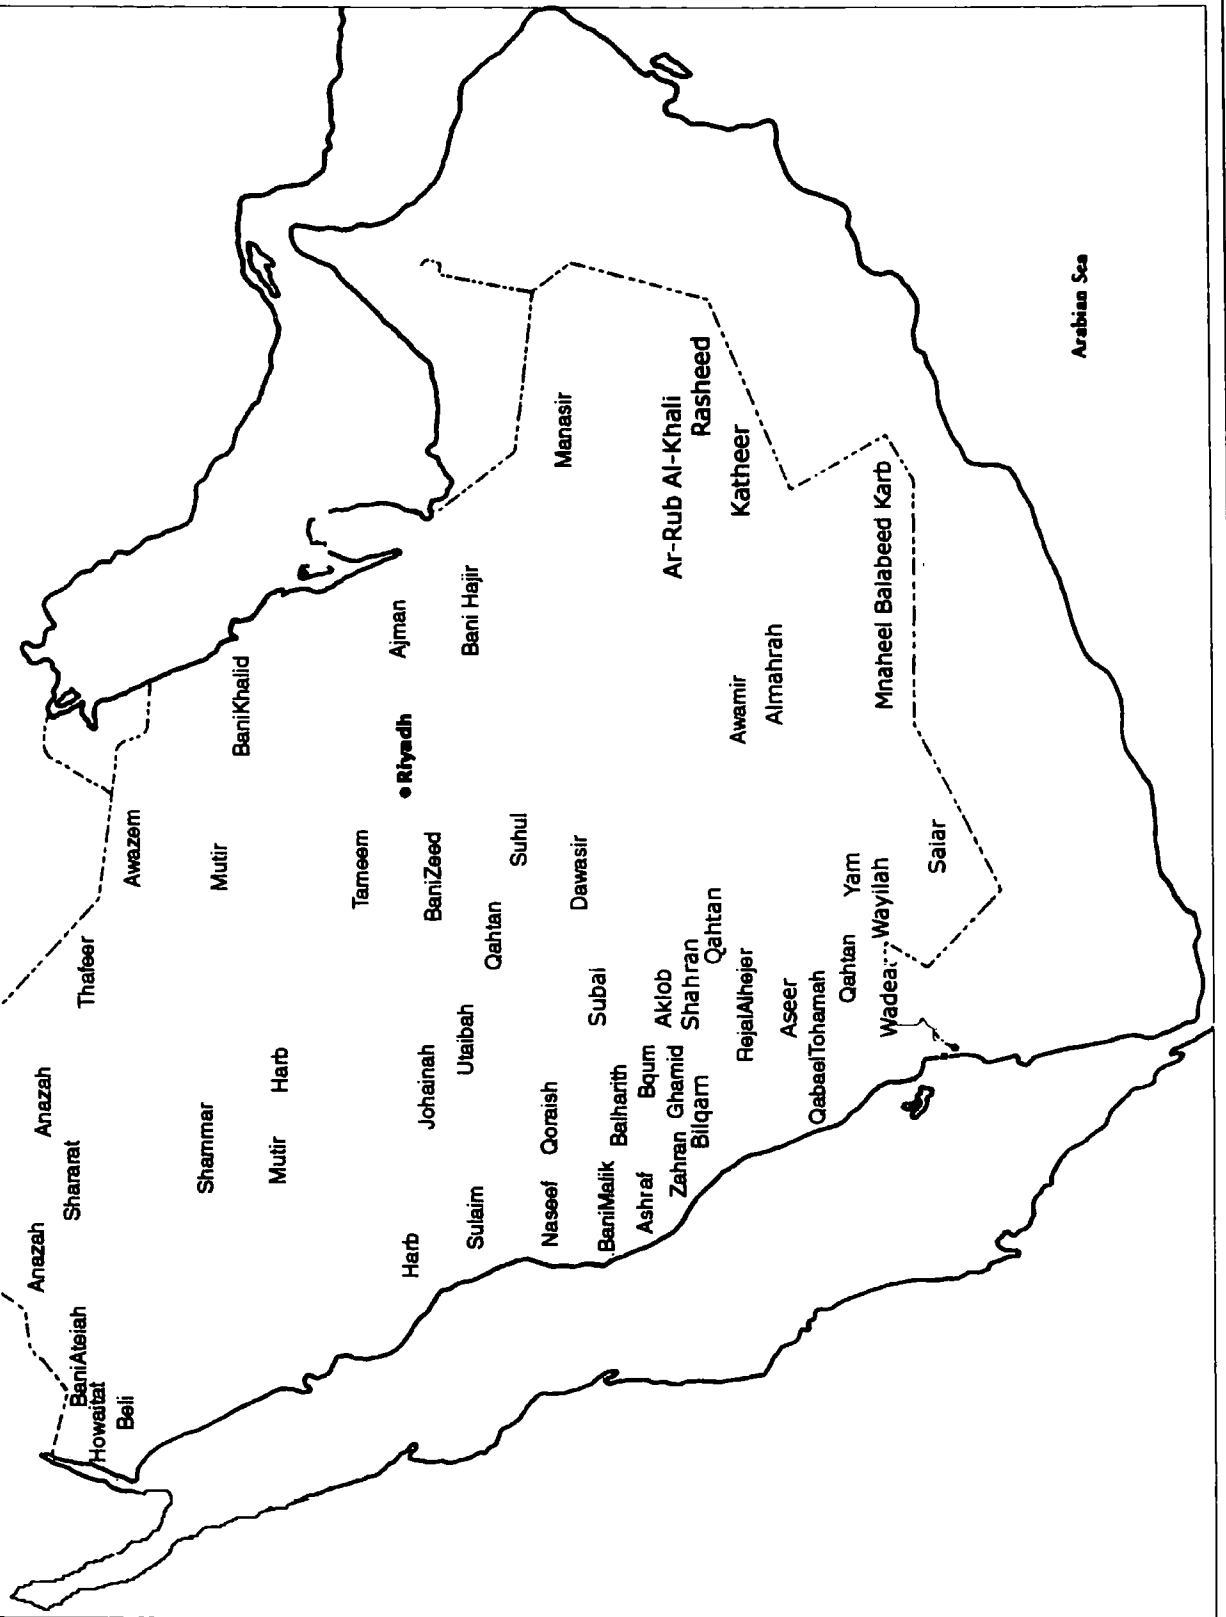 Anazah
Anazah
Shararat
BaniAteiah
Thafeer
Howaitat
Beli
Awazem
Shammar
Mutir
BaniKhalid
Mutir
Harb
Tameem
Ajman
Riyadh
Harb
Johainah
BaniZeed
Utaibah
Bani Hajir
Sulaim
Qahtan
Suhul
Naseef
Qoraish
Manasir
Dawasir
Subai
BaniMalik
Balharith
Ashraf
Bqum
Aklob
Ar-Rub Al-Khali
Zahran Ghamid
Shahran
Bilqam
Rasheed
Qahtan
Awamir
Katheer
RejalAlhejer
Almahrah
Aseer
QabaelTohamah
Qahtan
Yam
Wayilah
Mnaheel Balabeed Karb
Wadea
Saiar
Arabian Sea